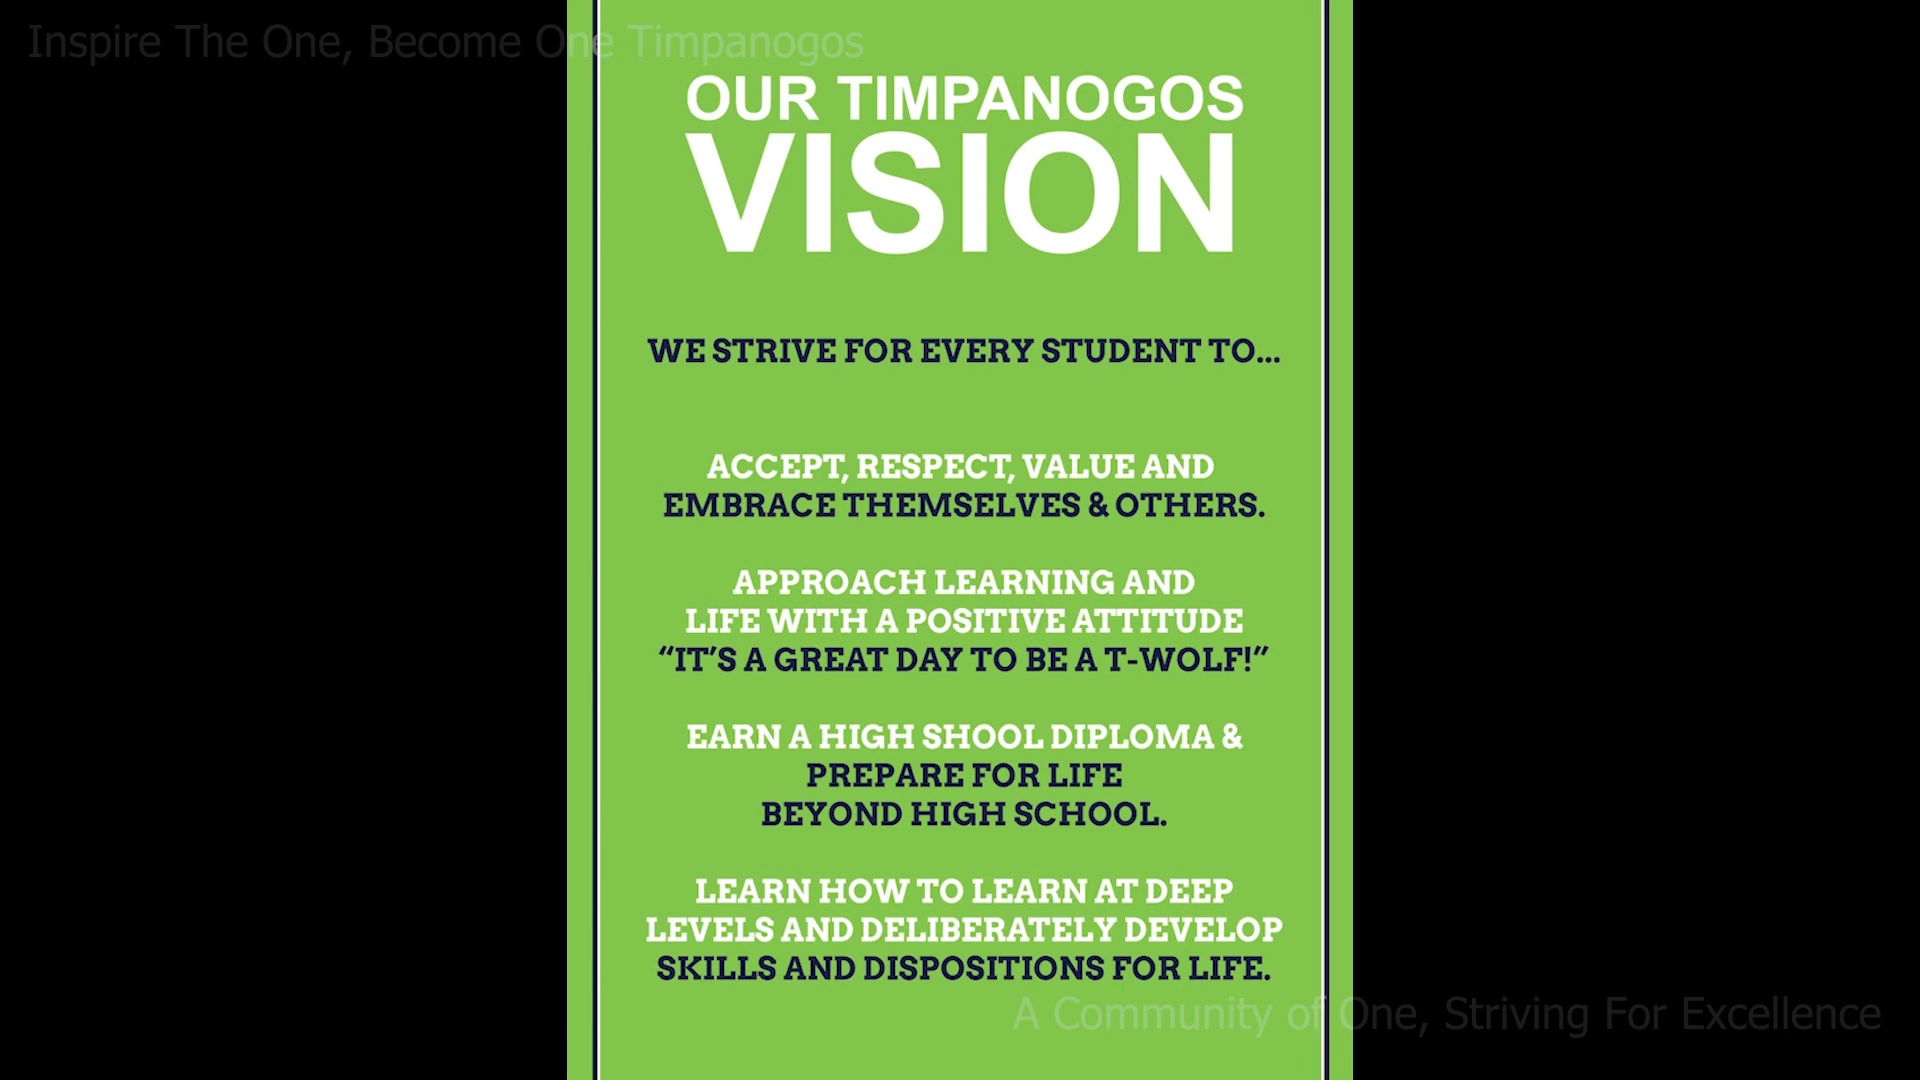 Inspire The One, Become One Timpanogos
OUR TIMPANOGOS
VISION
WE STRIVE FOR EVERY STUDENT TO...
ACCEPT, RESPECT, VALUE AND
EMBRACE THEMSELVES & OTHERS.
APPROACH LEARNING AND
LIFE WITH A POSITIVE ATTITUDE
“IT’S A GREAT DAY TO BE A T-WOLF!”
EARN A HIGH SHOOL DIPLOMA &
PREPARE FOR LIFE
BEYOND HIGH SCHOOL.
LEARN HOW TO LEARN AT DEEP
LEVELS AND DELIBERATELY DEVELOP
SKILLS AND DISPOSITIONS FOR LIFE.
A Community of One, Striving For Excellence